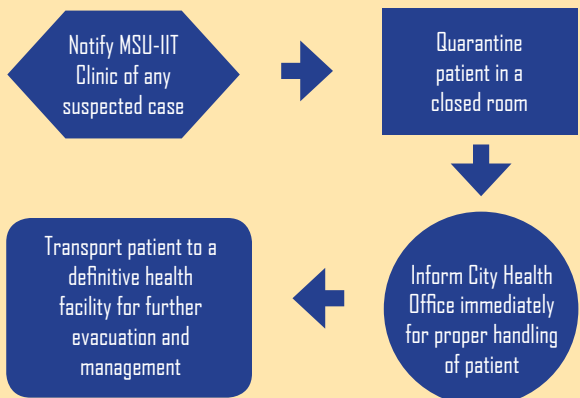 Notify MSU-IIT
Clinic of any
suspected case
Quarantine
patient in a
closed room
Inform City Health
Office immediately
for proper handling
of patient
Transport patient to a
definitive health
facility for further
evacuation and
management